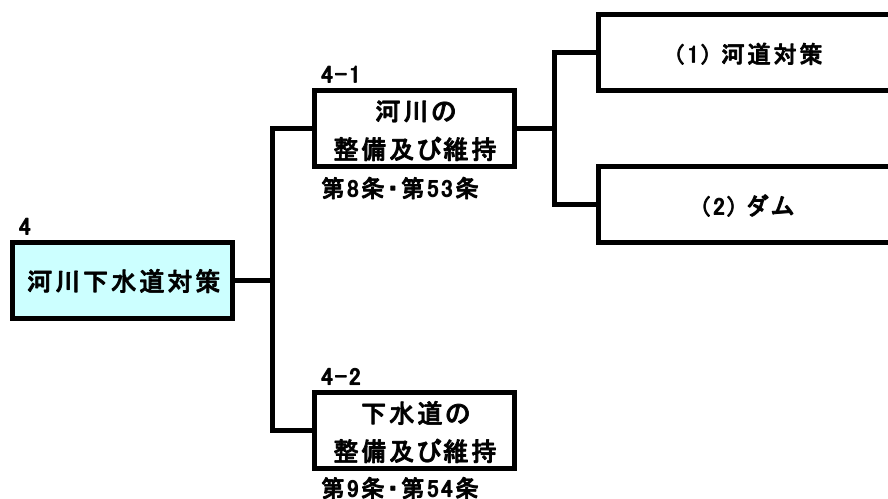 4
河川下水道対策
4-1
河川の
整備及び維持
第8条・第53条
(1) 河道対策
(2) ダム
4-2
下水道の
整備及び維持
第9条・第54条